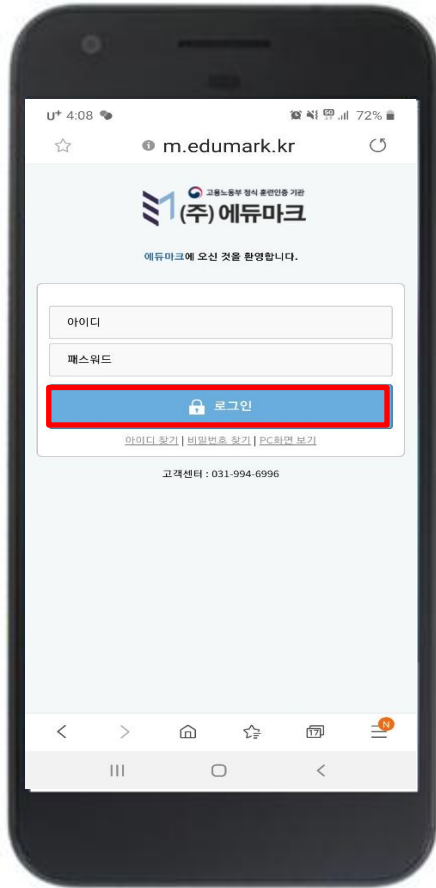 U+ 4:08 72%
m.edumark.kr
고용노동부 정식 훈련인증 기관
(주) 에듀마크
에듀마크에 오신 것을 환영합니다.
아이디
패스워드
로그인
아이디 찾기 | 비밀번호 찾기 | PC화면 보기
고객센터 : 031-994-6996
17 N